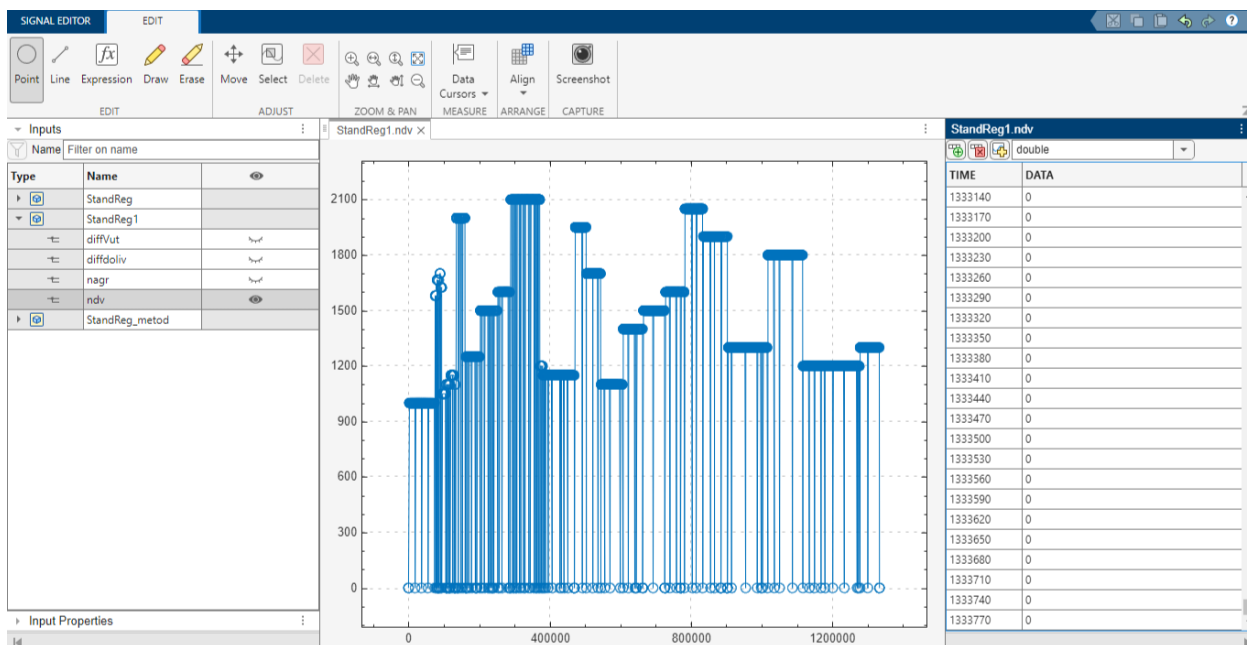 SIGNAL EDITOR EDIT
?
Point Line Expression Draw Erase Move Select Delete Data Cursors Align Screenshot
EDIT ADJUST ZOOM & PAN MEASURE ARRANGE CAPTURE
Inputs
Name Filter on name
Type Name
StandReg
StandReg1
diffVut
diffdoliv
nagr
ndv
StandReg_metod
Input Properties
StandReg1.ndv
2100
1800
1500
1200
900
600
300
0
0 400000 800000 1200000
StandReg1.ndv
double
TIME DATA
1333140 0
1333170 0
1333200 0
1333230 0
1333260 0
1333290 0
1333320 0
1333350 0
1333380 0
1333410 0
1333440 0
1333470 0
1333500 0
1333530 0
1333560 0
1333590 0
1333620 0
1333650 0
1333680 0
1333710 0
1333740 0
1333770 0